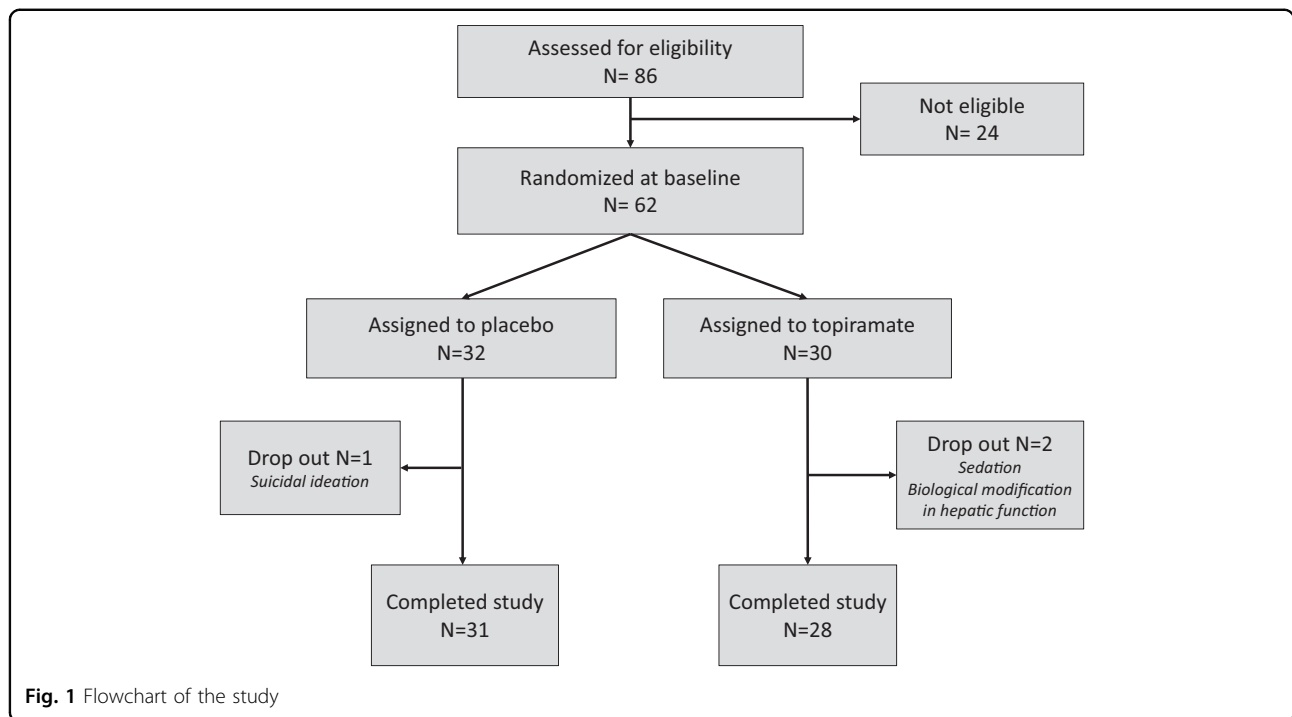 Assessed for eligibility
N= 86
Not eligible
N= 24
Randomized at baseline
N= 62
Assigned to placebo
N=32
Assigned to topiramate
N=30
Drop out N=1
Suicidal ideation
Drop out N=2
Sedation
Biological modification
in hepatic function
Completed study
N=31
Completed study
N=28
Fig. 1 Flowchart of the study